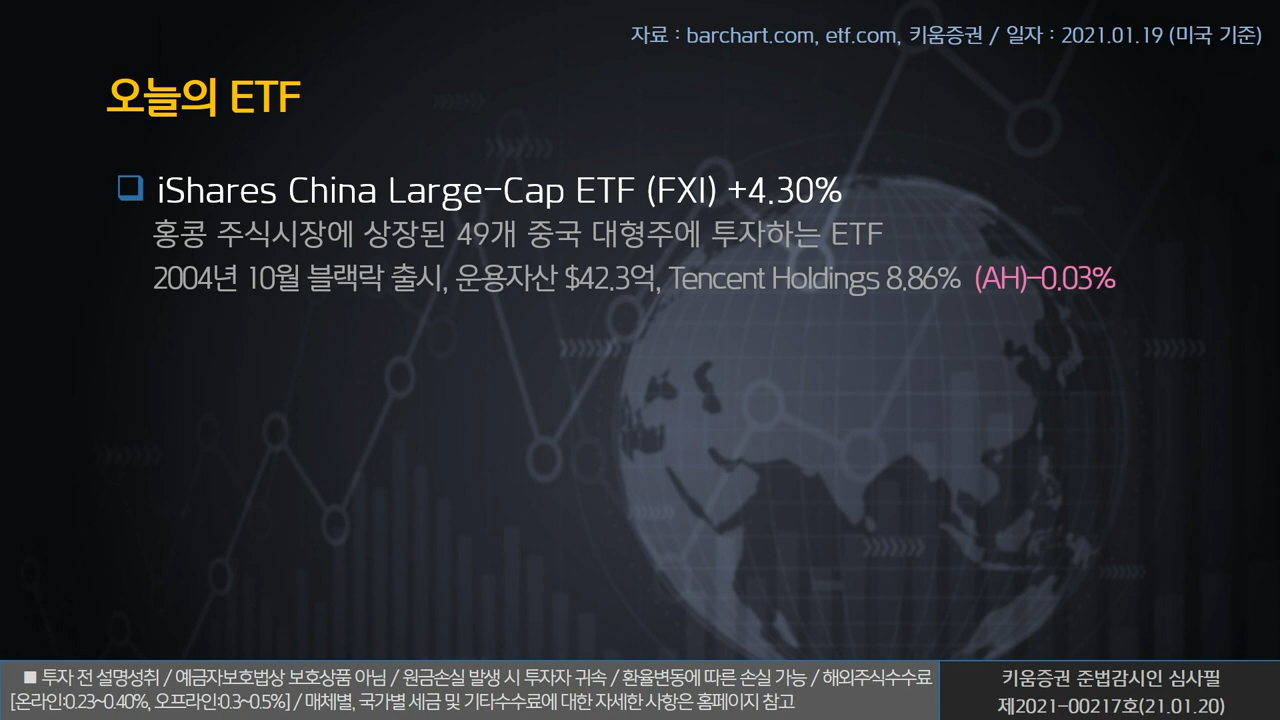 자료 : barchart.com, etf.com, 키움증권 / 일자 : 2021.01.19 (미국 기준)
오늘의 ETF
❑ iShares China Large-Cap ETF (FXI) +4.30%
홍콩 주식시장에 상장된 49개 중국 대형주에 투자하는 ETF
2004년 10월 블랙락 출시, 운용자산 $42.3억, Tencent Holdings 8.86% (AH)-0.03%
■ 투자 전 설명성취 / 예금자보호법상 보호상품 아님 / 원금손실 발생 시 투자자 귀속 / 환율변동에 따른 손실 가능 / 해외주식수수료
[온라인:0.23~0.40%, 오프라인:0.3~0.5%] / 매체별, 국가별 세금 및 기타수수료에 대한 자세한 사항은 홈페이지 참고
키움증권 준법감시인 심사필
제2021-00217호(21.01.20)